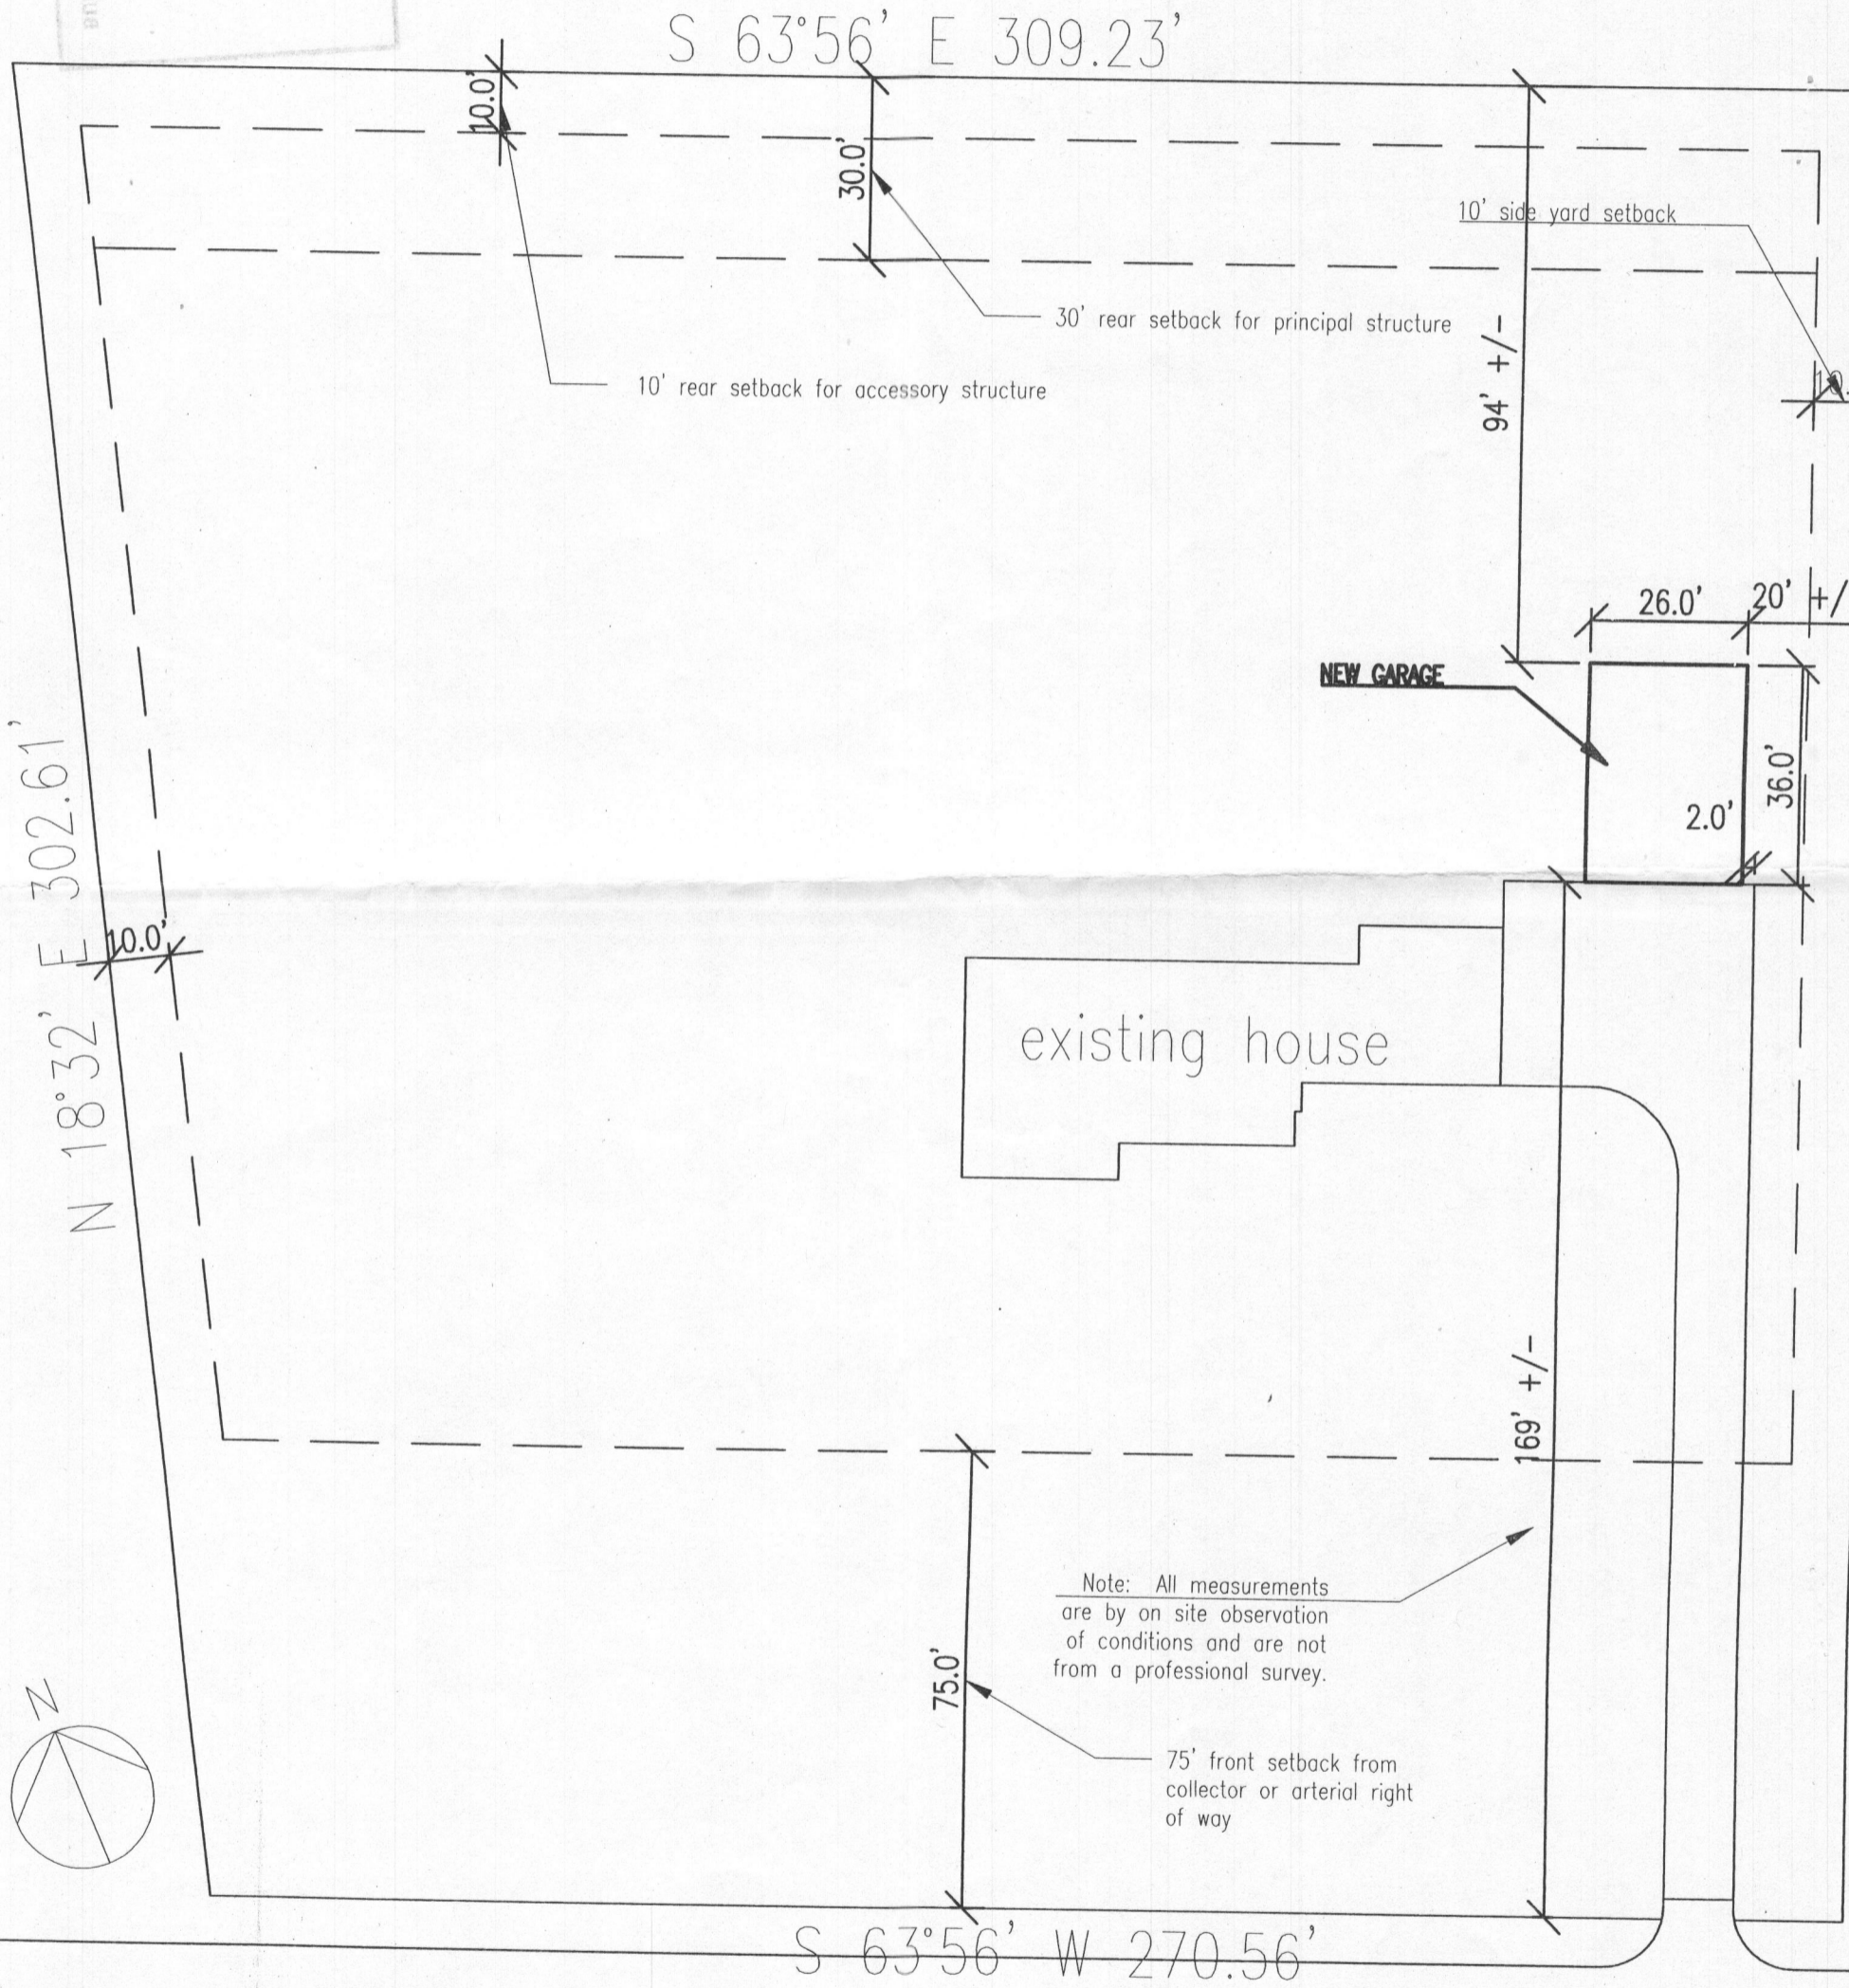 S 63°56' E 309.23'
10.0'
30.0'
10' side yard setback
30' rear setback for principal structure
10' rear setback for accessory structure
94' +/-
10.
26.0'
20' +/
NEW GARAGE
36.0'
2.0'
N 18°32' E 302.61'
10.0'
existing house
169' +/-
Note: All measurements
are by on site observation
of conditions and are not
from a professional survey.
75.0'
75' front setback from
collector or arterial right
of way
N
S 63°56' W 270.56'